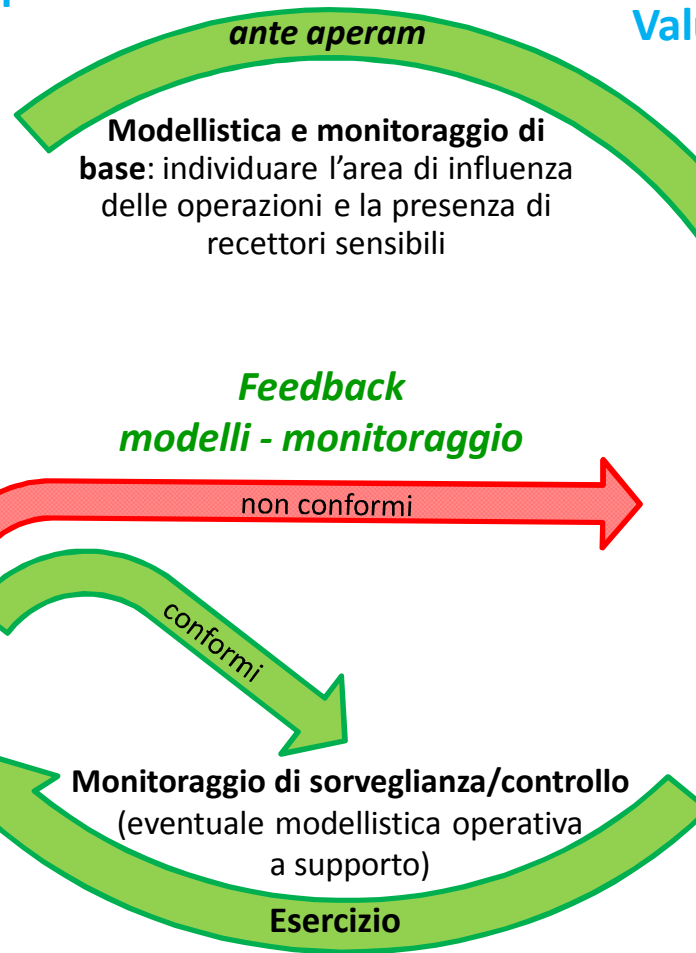 ante aperam
Valu
Modellistica e monitoraggio di
base: individuare l'area di influenza
delle operazioni e la presenza di
recettori sensibili
Feedback
modelli - monitoraggio
non conformi
conformi
Monitoraggio di sorveglianza/controllo
(eventuale modellistica operativa
a supporto)
Esercizio